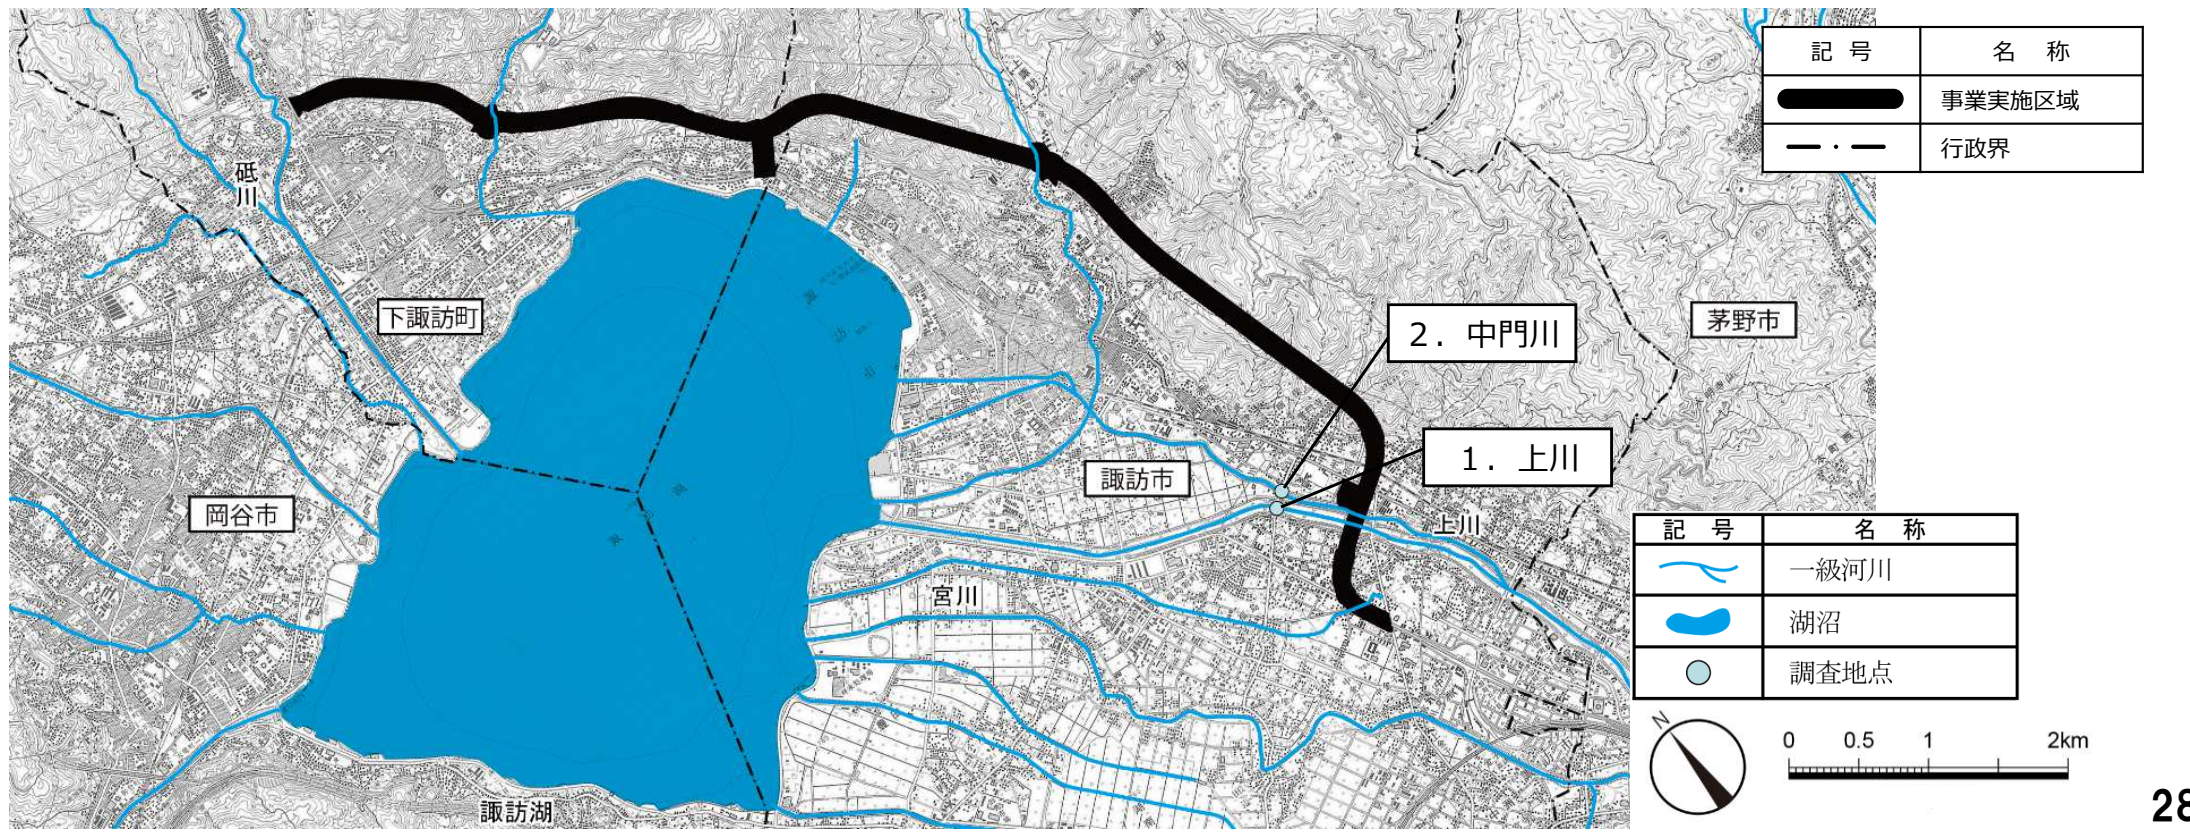 記 号 名 称
事業実施区域
行政界
砥川
下諏訪町
茅野市
2. 中門川
1. 上川
諏訪市
岡谷市
上川
宮川
諏訪湖
記 号 名 称
一級河川
湖沼
調査地点
N
0 0.5 1 2km
28